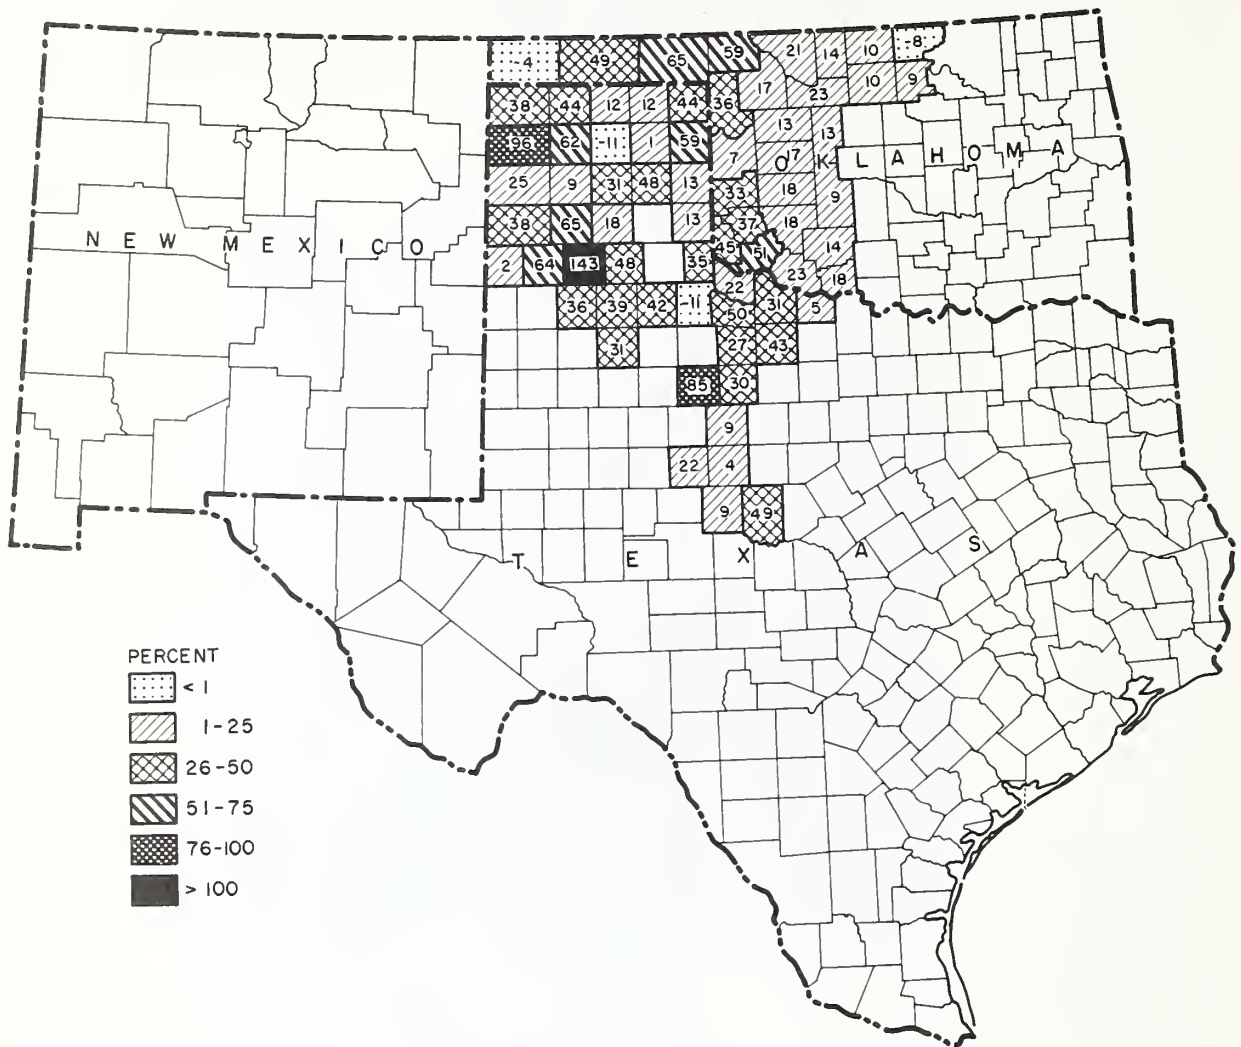 -4 49 65 59 21 14 10 -8
17 23 10 9
38 44 12 12 44 36
13 13
96 62 -11 1 59 7 17
O K L A H O M A
25 9 31 48 13 33 18 9
38 65 18 13 37 18
N E W M E X I C O
45 51 14
2 64 143 48 35 22 23 18
36 39 42 -11 50 31 5
31 27 43
85 30
9
22 4
9 49
T E X A S
PERCENT
< 1
1-25
26-50
51-75
76-100
> 100